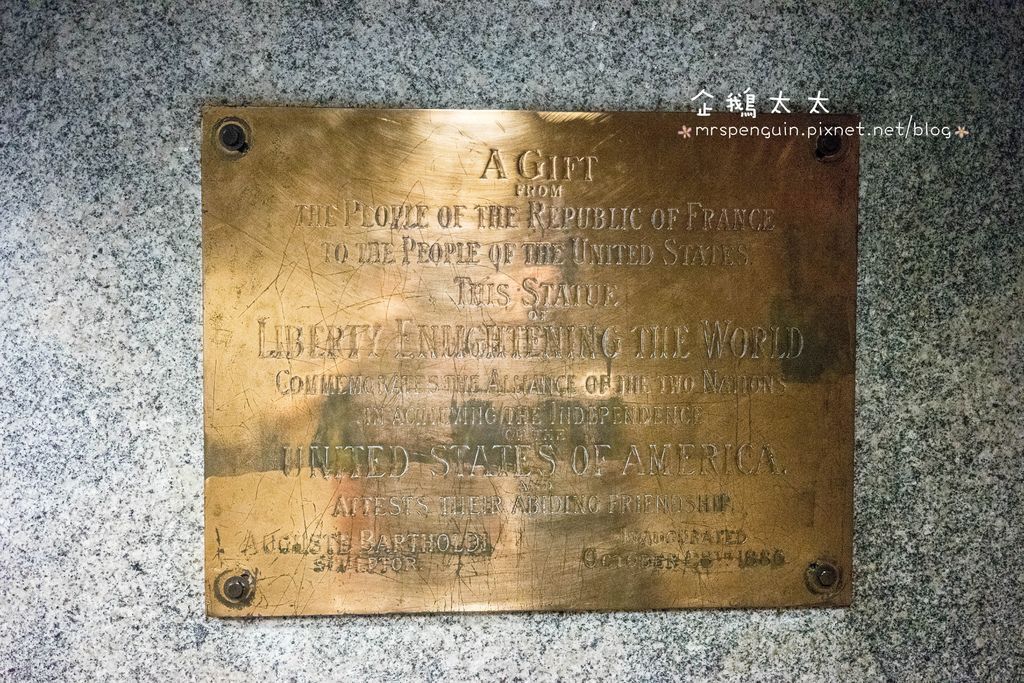 企鵝太太
mrspenguin.pixnet.net/blog
A GIFT
FROM
THE PEOPLE OF THE REPUBLIC OF FRANCE
TO THE PEOPLE OF THE UNITED STATES
THIS STATUE
OF
LIBERTY ENLIGHTENING THE WORLD
COMMEMORATES THE ALLIANCE OF THE TWO NATIONS
IN ACHIEVING THE INDEPENDENCE
OF THE
UNITED STATES OF AMERICA.
AND
ATTESTS THEIR ABIDING FRIENDSHIP.
AUGUSTE BARTHOLDI
SCULPTOR
INAUGURATED
OCTOBER 28TH 1886